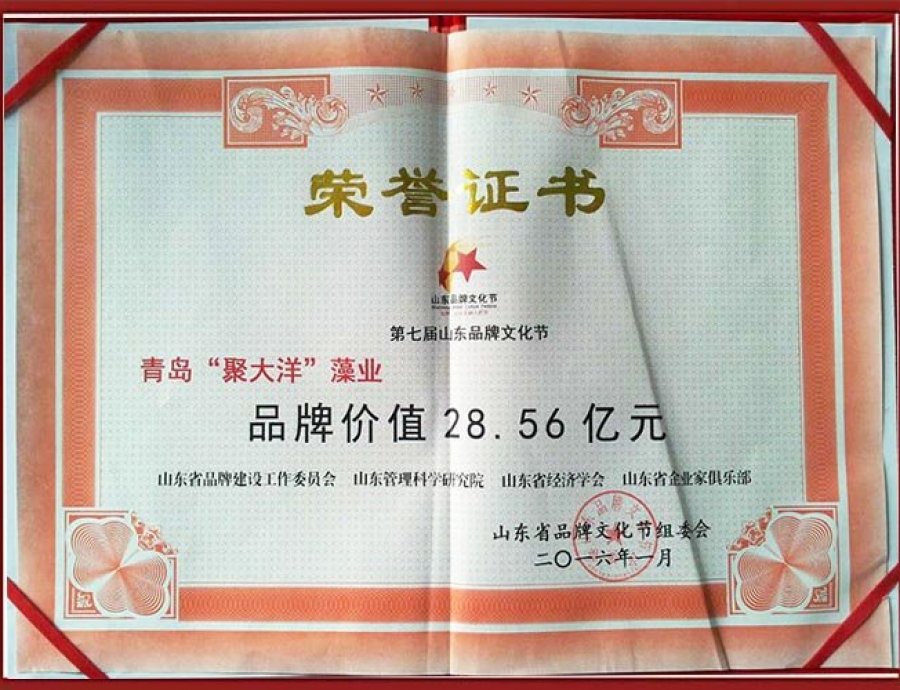 荣誉证书
山东品牌文化节
第七届山东品牌文化节
青岛“聚大洋”藻业
品牌价值28.56亿元
山东省品牌建设工作委员会 山东管理科学研究院 山东省经济学会 山东省企业家俱乐部
山东省品牌文化节组委会
二〇一六年一月